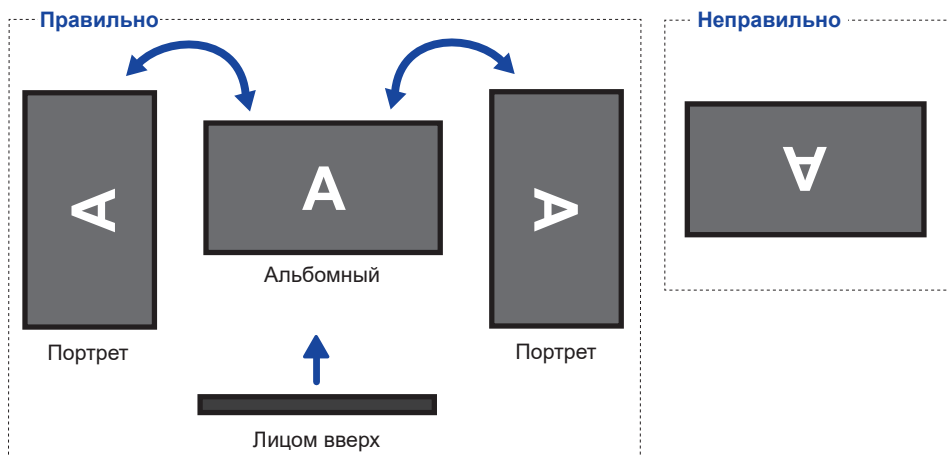 Правильно
Неправильно
A
A
A
A
Альбомный
Портрет
Портрет
Лицом вверх